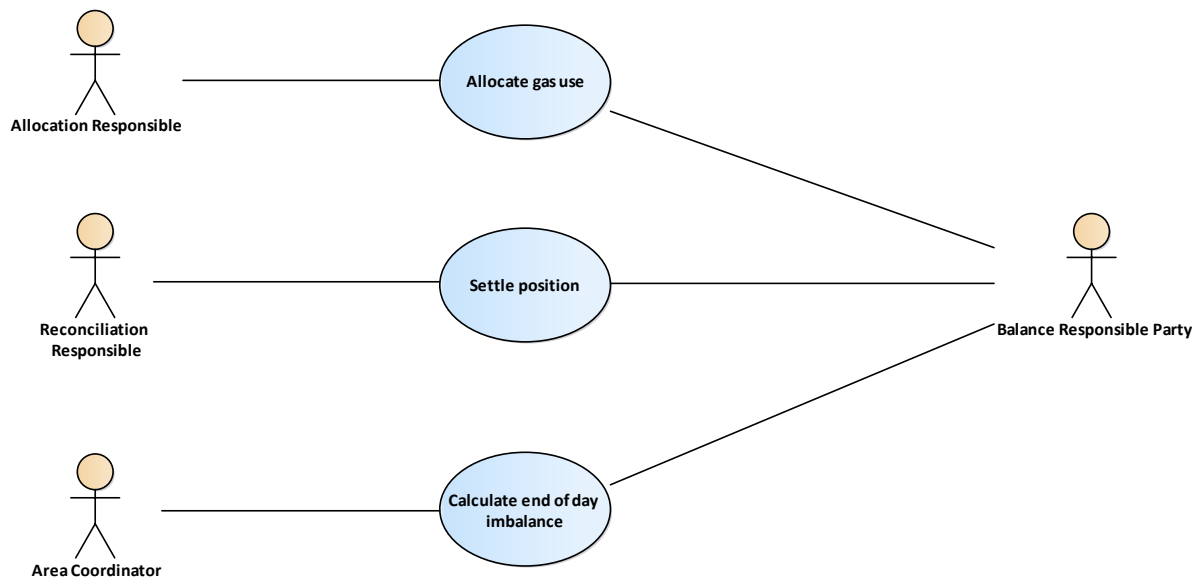 Allocate gas use
Allocation Responsible
Settle position
Reconciliation
Responsible
Balance Responsible Party
Calculate end of day
imbalance
Area Coordinator